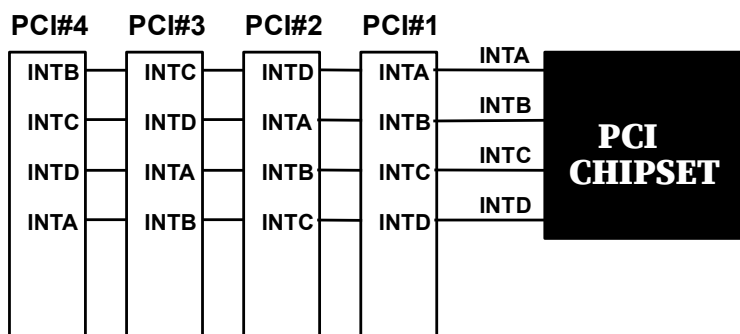 PCI#4 PCI#3 PCI#2 PCI#1
INTB INTC INTD INTA INTA
INTC INTD INTA INTB INTB
INTD INTA INTB INTC INTC
INTA INTB INTC INTD INTD
PCI
CHIPSET